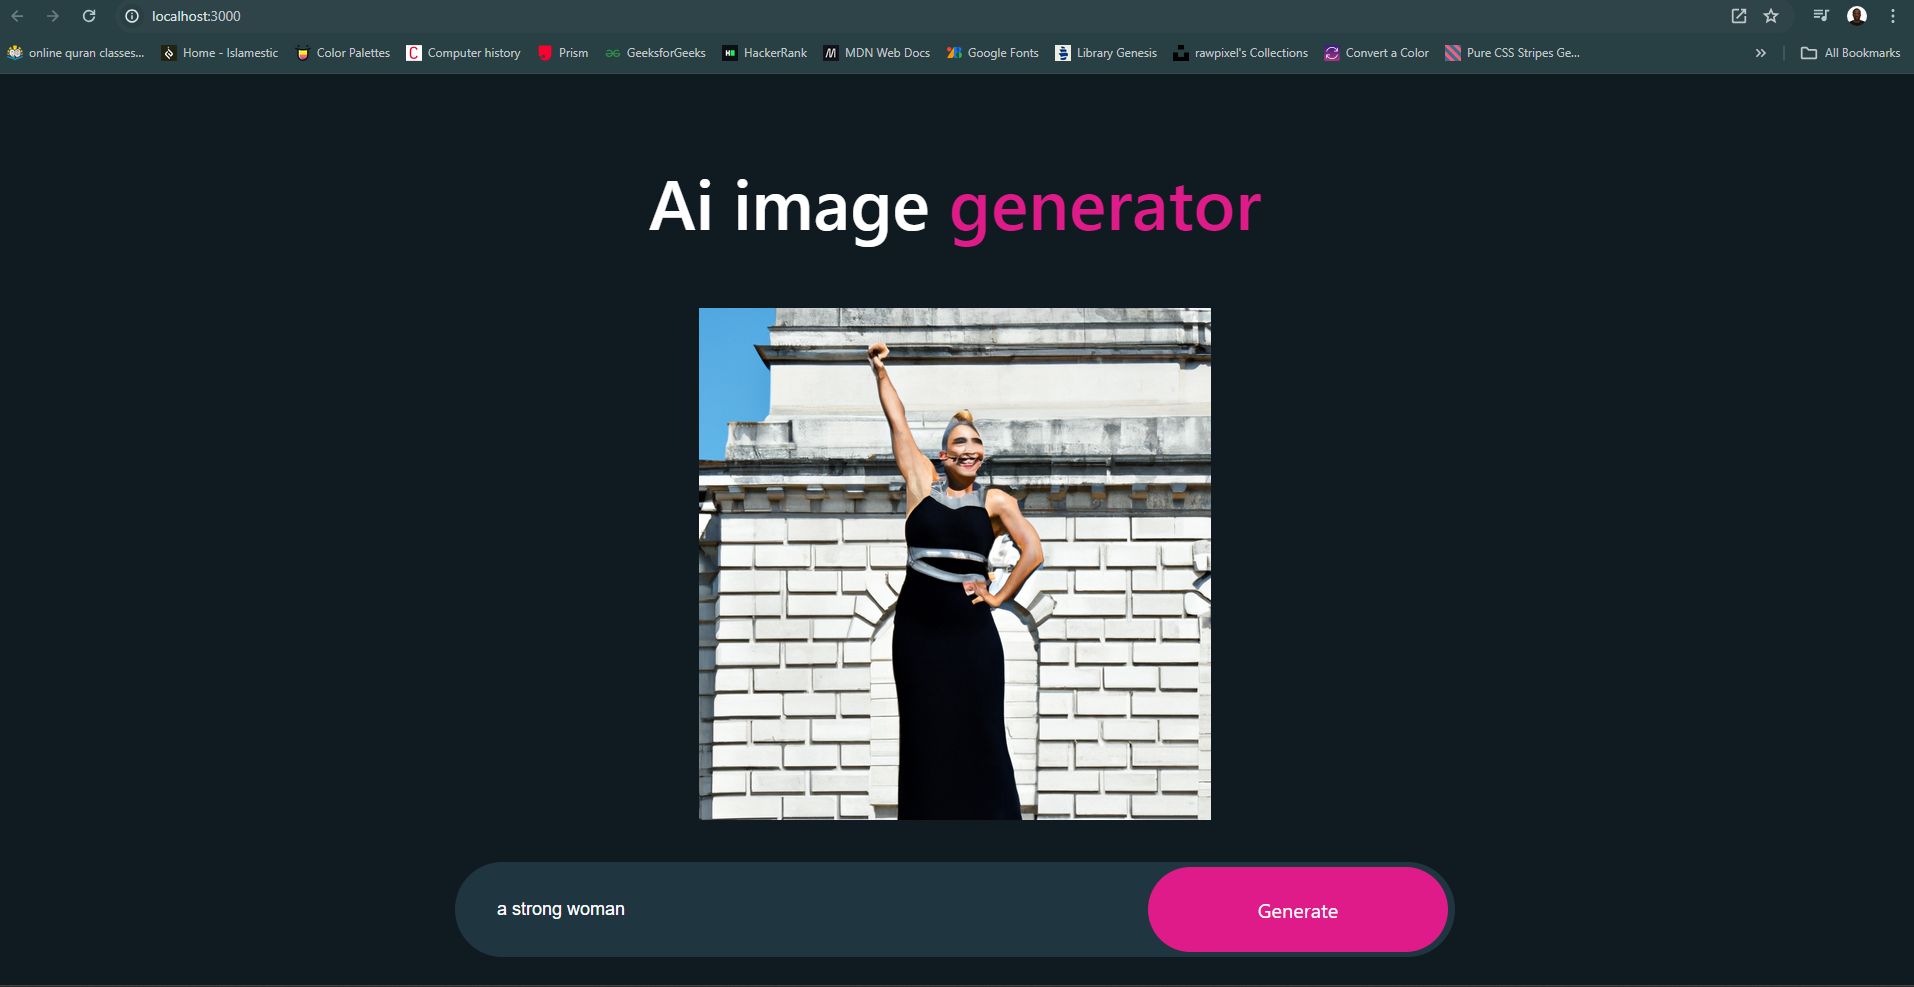 localhost:3000
online quran classes... Home - Islamestic Color Palettes C Computer history Prism GeeksforGeeks HackerRank MDN Web Docs Google Fonts Library Genesis rawpixel's Collections Convert a Color Pure CSS Stripes Ge... » All Bookmarks
Ai image generator
a strong woman Generate